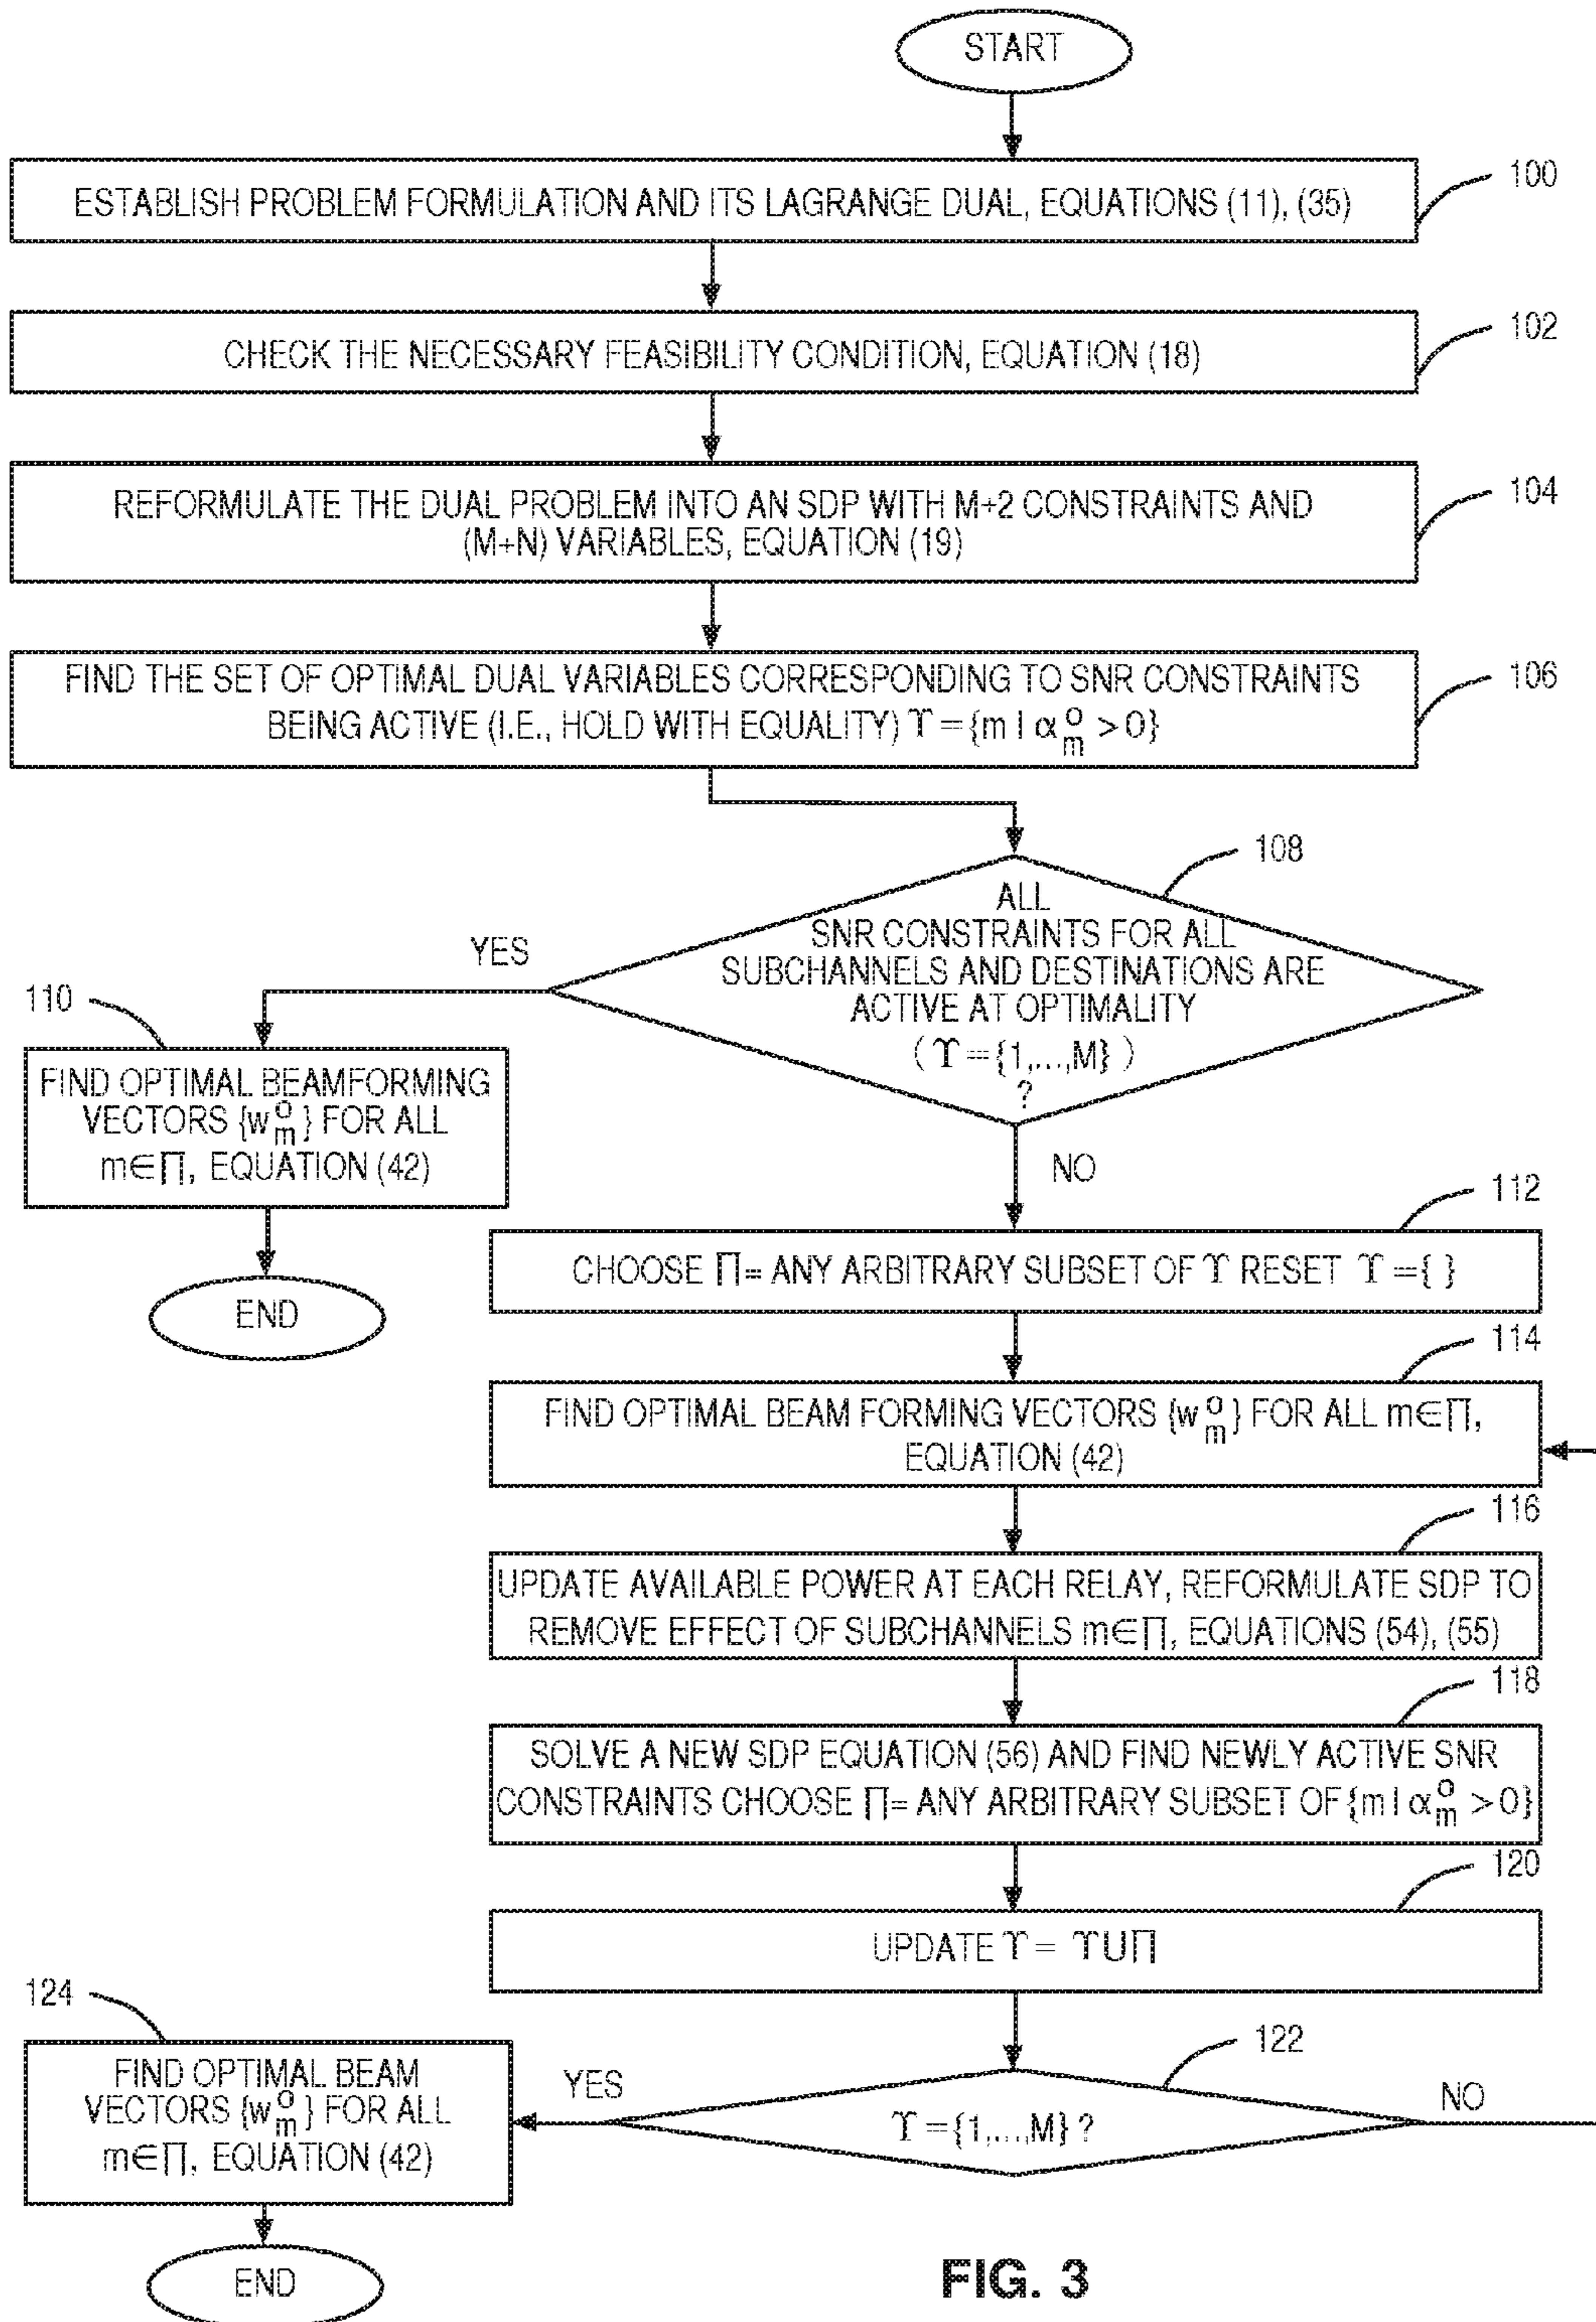 START
100
ESTABLISH PROBLEM FORMULATION AND ITS LAGRANGE DUAL, EQUATIONS (11), (35)
102
CHECK THE NECESSARY FEASIBILITY CONDITION, EQUATION (18)
104
REFORMULATE THE DUAL PROBLEM INTO AN SDP WITH M+2 CONSTRAINTS AND
(M+N) VARIABLES, EQUATION (19)
106
FIND THE SET OF OPTIMAL DUAL VARIABLES CORRESPONDING TO SNR CONSTRAINTS
BEING ACTIVE (I.E., HOLD WITH EQUALITY) ϒ = {m | α_m^o > 0}
108
ALL
SNR CONSTRAINTS FOR ALL
SUBCHANNELS AND DESTINATIONS ARE
ACTIVE AT OPTIMALITY
( ϒ = {1,...,M} )
?
YES
110
FIND OPTIMAL BEAMFORMING
VECTORS {w_m^o} FOR ALL
m∈∏, EQUATION (42)
END
NO
112
CHOOSE ∏ = ANY ARBITRARY SUBSET OF ϒ RESET ϒ = { }
114
FIND OPTIMAL BEAM FORMING VECTORS {w_m^o} FOR ALL m∈∏,
EQUATION (42)
116
UPDATE AVAILABLE POWER AT EACH RELAY, REFORMULATE SDP TO
REMOVE EFFECT OF SUBCHANNELS m∈∏, EQUATIONS (54), (55)
118
SOLVE A NEW SDP EQUATION (56) AND FIND NEWLY ACTIVE SNR
CONSTRAINTS CHOOSE ∏ = ANY ARBITRARY SUBSET OF {m | α_m^o > 0}
120
UPDATE ϒ = ϒU∏
122
ϒ = {1,...,M} ?
NO
YES
124
FIND OPTIMAL BEAM
VECTORS {w_m^o} FOR ALL
m∈∏, EQUATION (42)
END
FIG. 3